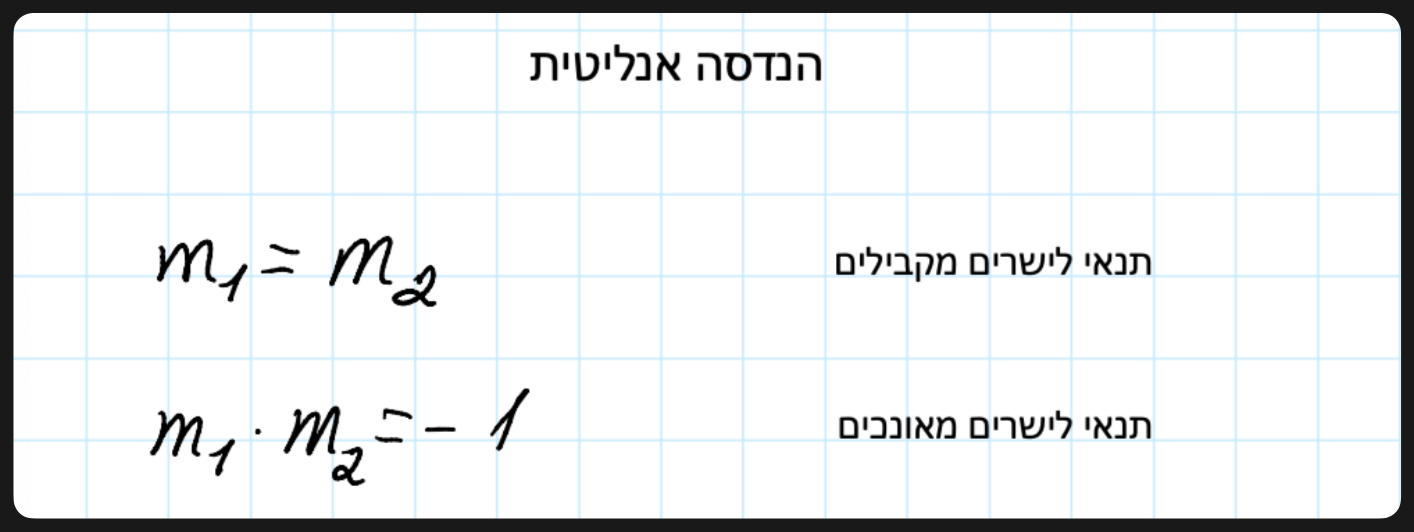 הנדסה אנליטית
תנאי לישרים מקבילים m₁ = m₂
תנאי לישרים מאונכים m₁ · m₂ = - 1